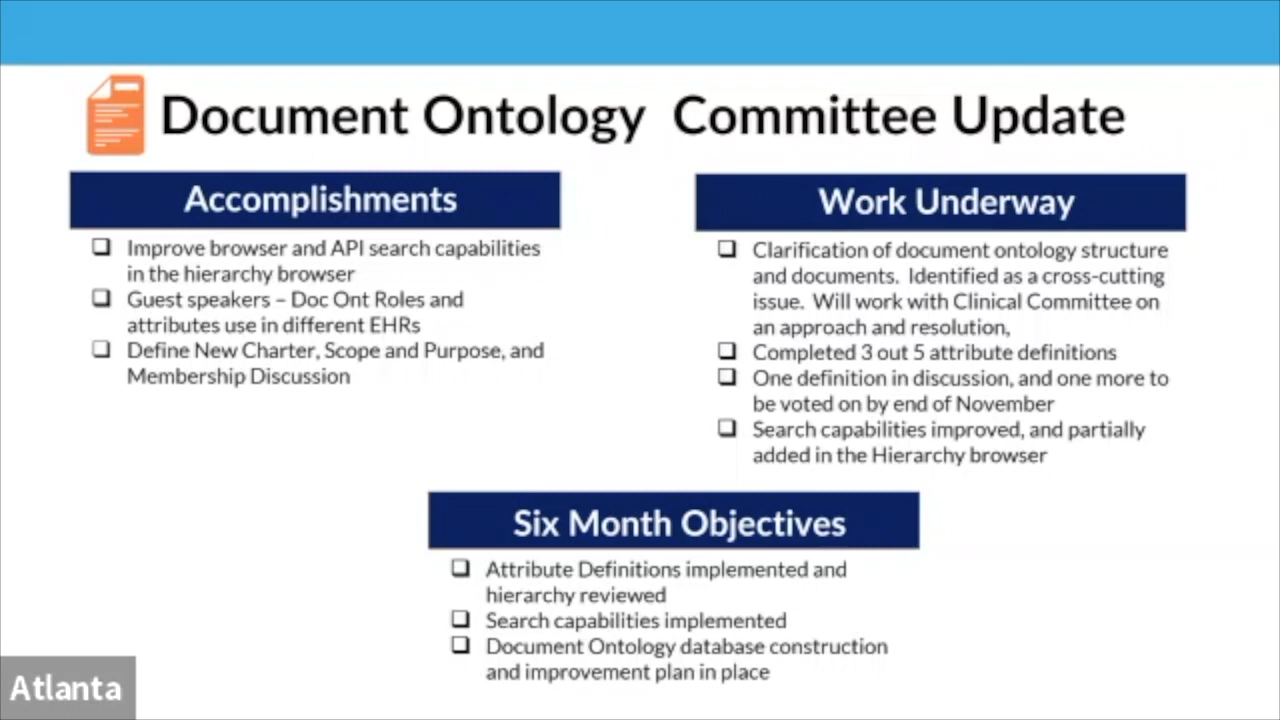 Document Ontology Committee Update
Accomplishments
Improve browser and API search capabilities
in the hierarchy browser
Guest speakers – Doc Ont Roles and
attributes use in different EHRs
Define New Charter, Scope and Purpose, and
Membership Discussion
Work Underway
Clarification of document ontology structure
and documents. Identified as a cross-cutting
issue. Will work with Clinical Committee on
an approach and resolution,
Completed 3 out 5 attribute definitions
One definition in discussion, and one more to
be voted on by end of November
Search capabilities improved, and partially
added in the Hierarchy browser
Six Month Objectives
Attribute Definitions implemented and
hierarchy reviewed
Search capabilities implemented
Document Ontology database construction
and improvement plan in place
Atlanta